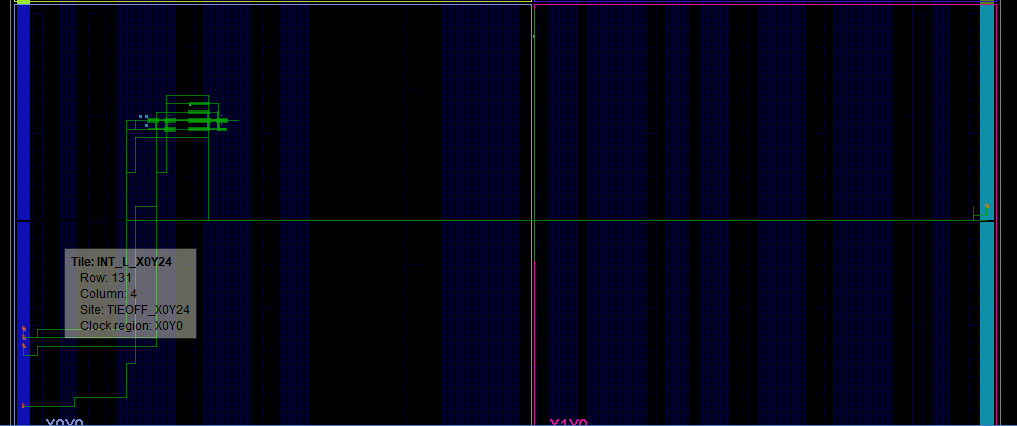 Tile: INT_L_X0Y24
Row: 131
Column: 4
Site: TIEOFF_X0Y24
Clock region: X0Y0
X0Y0
X1Y0